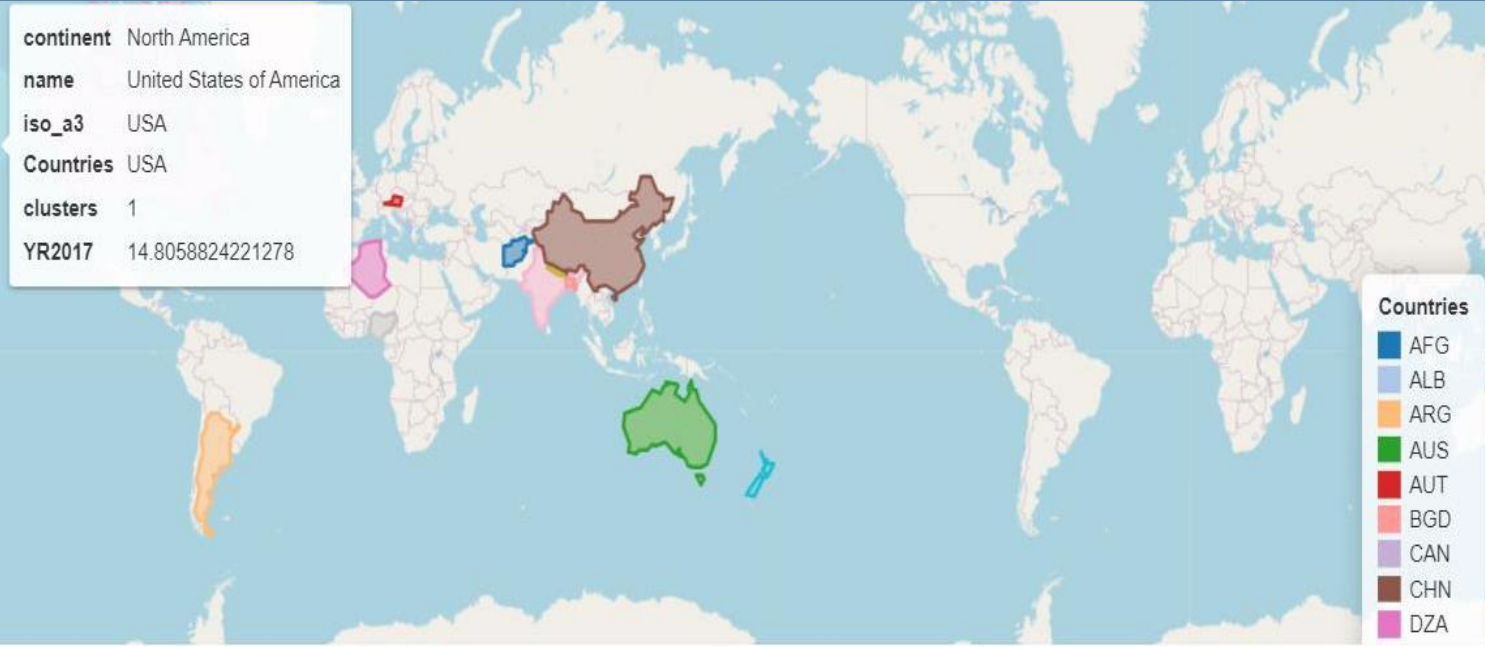 continent North America
name United States of America
iso_a3 USA
Countries USA
clusters 1
YR2017 14.8058824221278
Countries
AFG
ALB
ARG
AUS
AUT
BGD
CAN
CHN
DZA